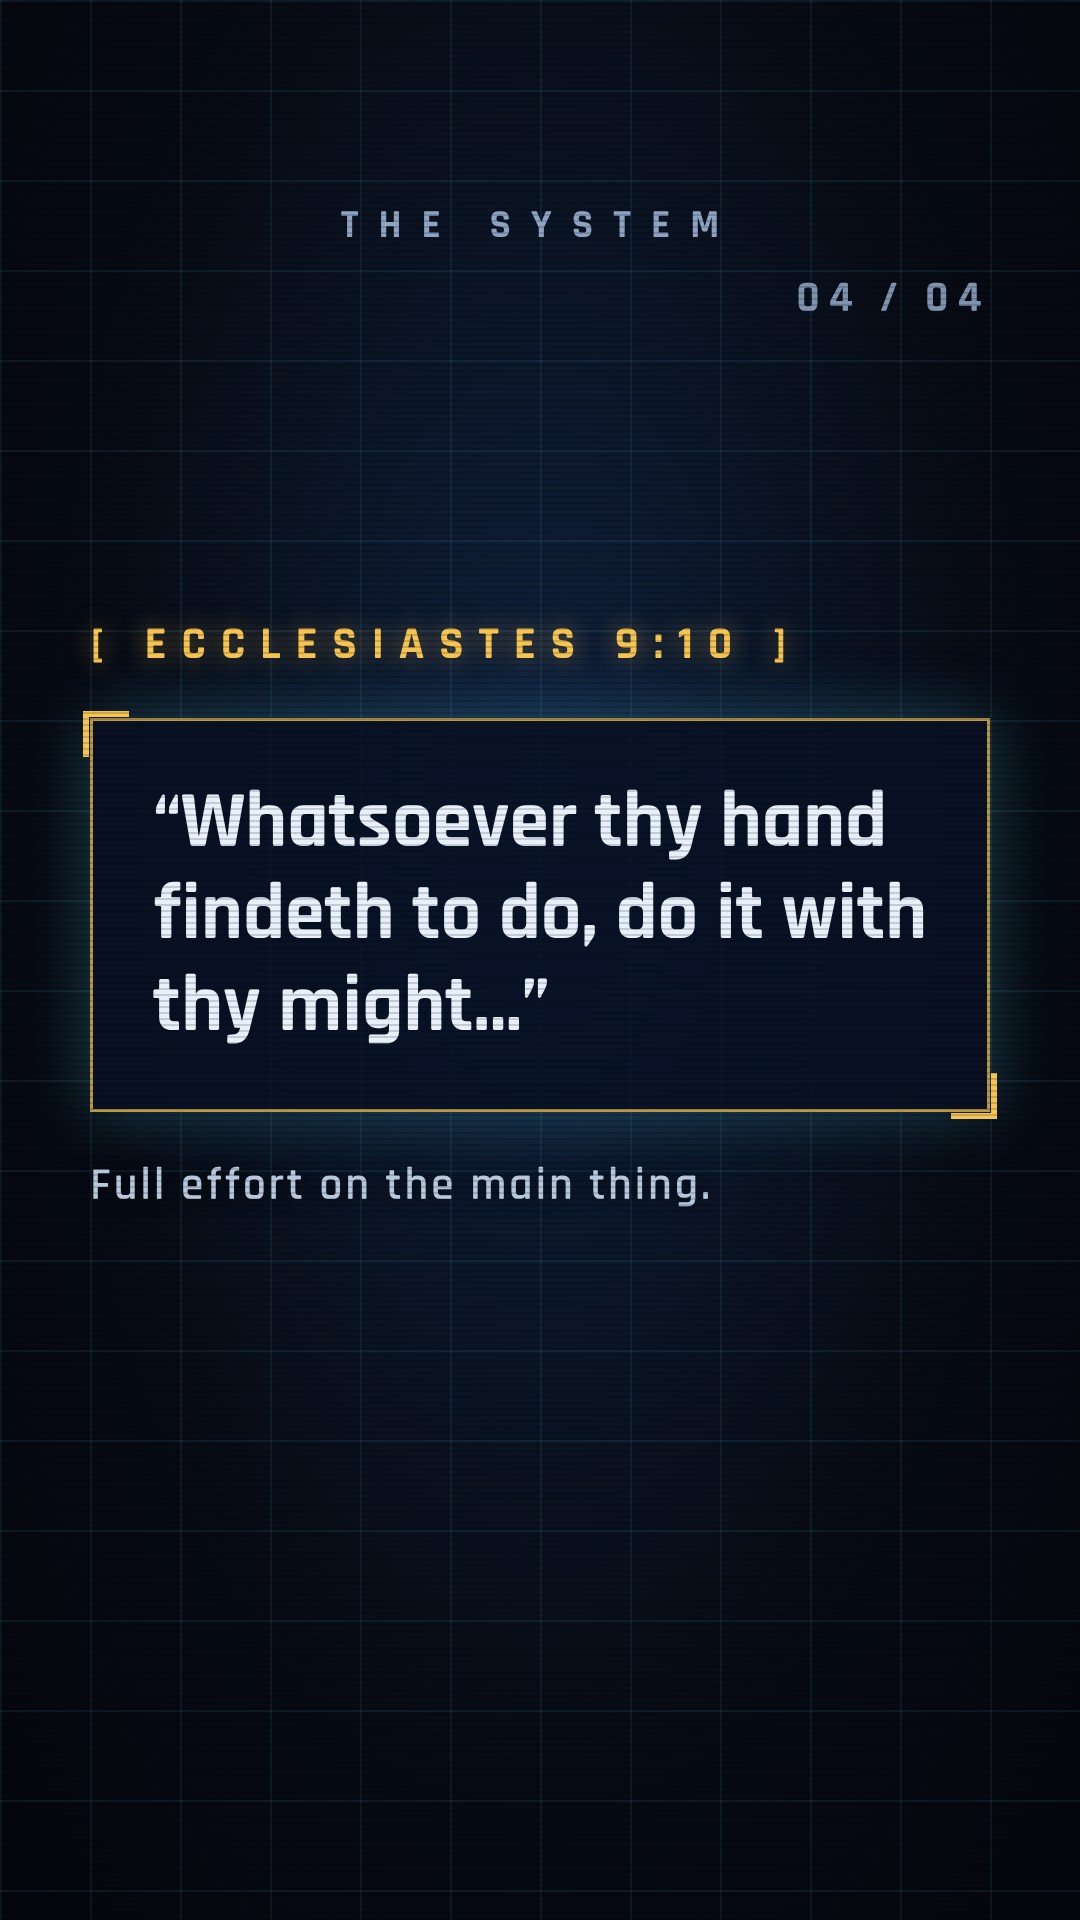 THE SYSTEM
04 / 04
[ ECCLESIASTES 9:10 ]
“Whatsoever thy hand
findeth to do, do it with
thy might…”
Full effort on the main thing.